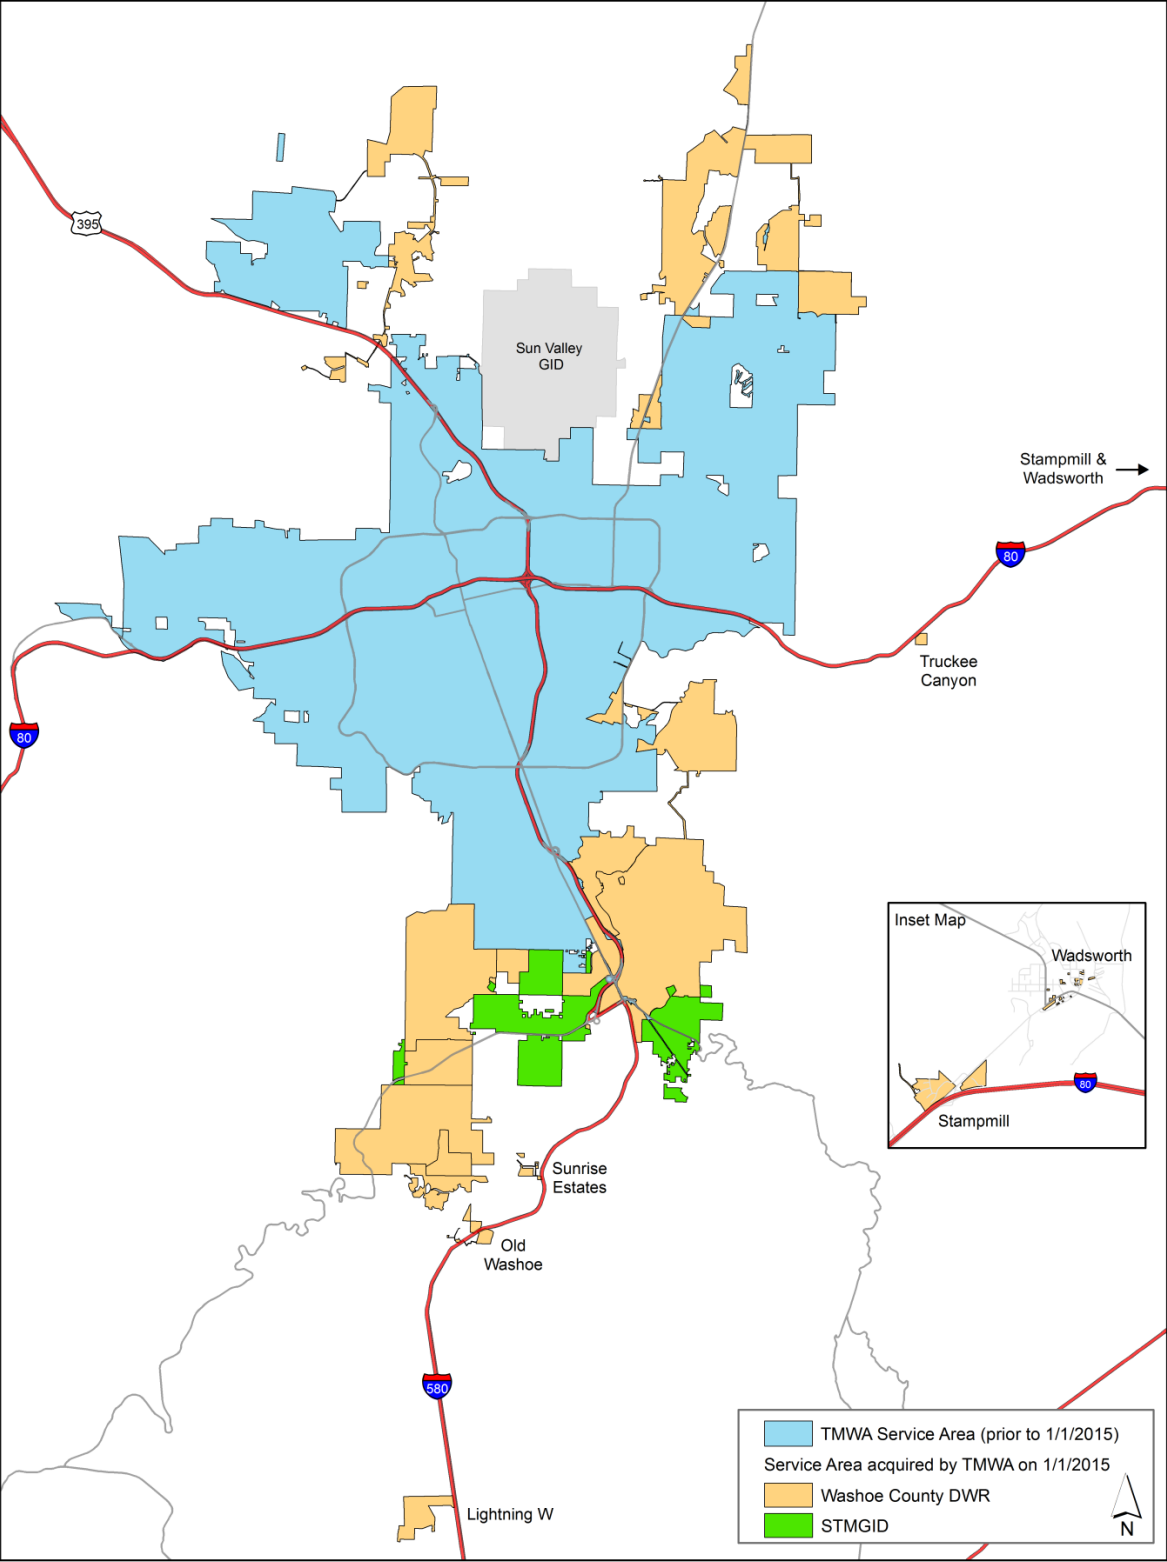 395
Sun Valley
GID
Stampmill &
Wadsworth
80
Truckee
Canyon
80
Inset Map
Wadsworth
80
Stampmill
Sunrise
Estates
Old
Washoe
580
Lightning W
TMWA Service Area (prior to 1/1/2015)
Service Area acquired by TMWA on 1/1/2015
Washoe County DWR
STMGID
N